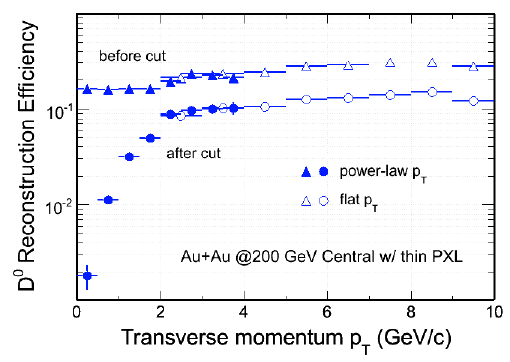 D⁰ Reconstruction Efficiency
10⁻¹
10⁻²
before cut
after cut
power-law p_T
flat p_T
Au+Au @200 GeV Central w/ thin PXL
0 2 4 6 8 10
Transverse momentum p_T (GeV/c)